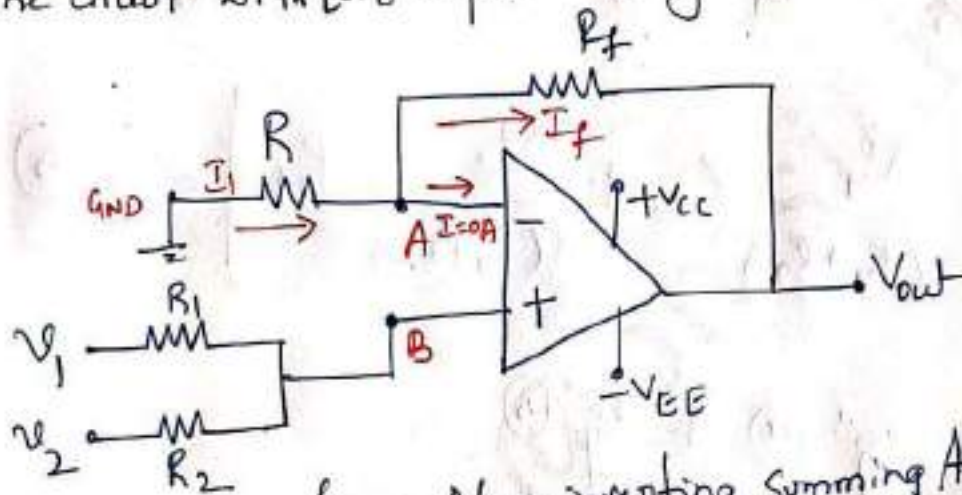 Rf
If
R
I1
GND
A I=0A
−
+VCC
R1
V1
+
B
Vout
−VEE
V2
R2
Non-inverting summing A